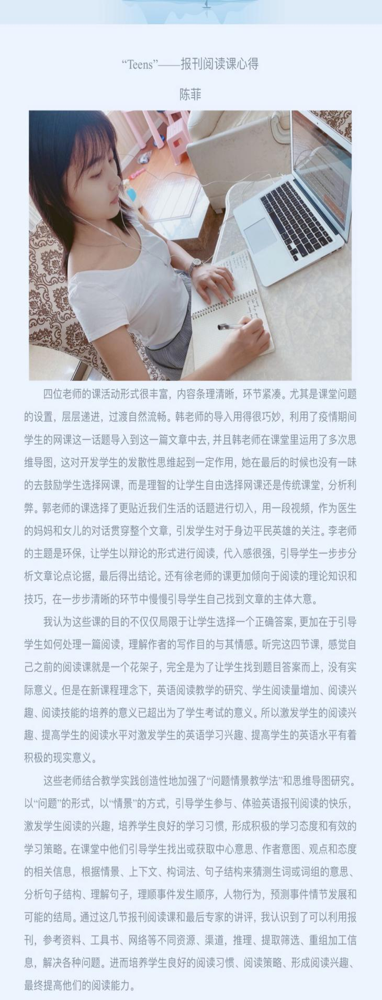 “Teens”——报刊阅读课心得
陈菲
四位老师的课活动形式很丰富，内容条理清晰，环节紧凑。尤其是课堂问题
的设置，层层递进，过渡自然流畅。韩老师的导入用得很巧妙，利用了疫情期间
学生的网课这一话题导入到这一篇文章中去,并且韩老师在课堂里运用了多次思
维导图，这对开发学生的发散性思维起到一定作用，她在最后的时候也没有一味
的去鼓励学生选择网课，而是理智的让学生自由选择网课还是传统课堂，分析利
弊。郭老师的课选择了更贴近我们生活的话题进行切入，用一段视频，作为医生
的妈妈和女儿的对话贯穿整个文章，引发学生对于身边平民英雄的关注。李老师
的主题是环保，让学生以辩论的形式进行阅读，代入感很强，引导学生一步步分
析文章论点论据，最后得出结论。还有徐老师的课更加倾向于阅读的理论知识和
技巧，在一步步清晰的环节中慢慢引导学生自己找到文章的主体大意。
我认为这些课的目的不仅仅局限于让学生选择一个正确答案,更加在于引导
学生如何处理一篇阅读，理解作者的写作目的与其情感。听完这四节课，感觉自
己之前的阅读课就是一个花架子，完全是为了让学生找到题目答案而上，没有实
际意义。但是在新课程理念下，英语阅读教学的研究、学生阅读量增加、阅读兴
趣、阅读技能的培养的意义已超出为了学生考试的意义。所以激发学生的阅读兴
趣、提高学生的阅读水平对激发学生的英语学习兴趣、提高学生的英语水平有着
积极的现实意义。
这些老师结合教学实践创造性地加强了“问题情景教学法”和思维导图研究。
以“问题”的形式，以“情景”的方式，引导学生参与、体验英语报刊阅读的快乐，
激发学生阅读的兴趣，培养学生良好的学习习惯，形成积极的学习态度和有效的
学习策略。在课堂中他们引导学生找出或获取中心意思、作者意图、观点和态度
的相关信息，根据情景、上下文、构词法、句子结构来猜测生词或词组的意思、
分析句子结构、理解句子，理顺事件发生顺序，人物行为，预测事件情节发展和
可能的结局。通过这几节报刊阅读课和最后专家的讲评，我认识到了可以利用报
刊，参考资料、工具书、网络等不同资源、渠道，推理、提取筛选、重组加工信
息，解决各种问题。进而培养学生良好的阅读习惯、阅读策略、形成阅读兴趣、
最终提高他们的阅读能力。